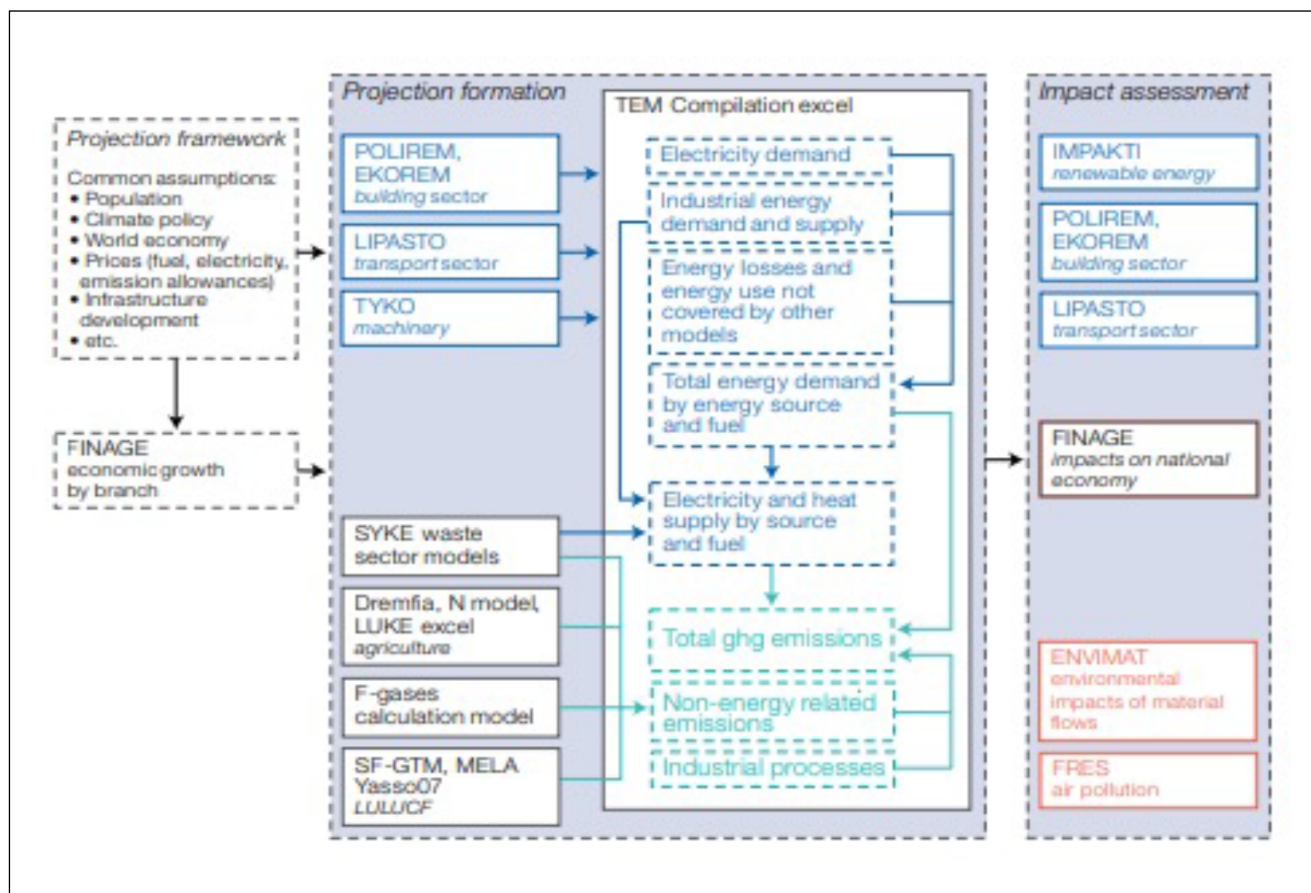 Projection framework
Common assumptions:
• Population
• Climate policy
• World economy
• Prices (fuel, electricity,
emission allowances)
• Infrastructure
development
• etc.
FINAGE
economic growth
by branch
Projection formation
POLIREM,
EKOREM
building sector
LIPASTO
transport sector
TYKO
machinery
SYKE waste
sector models
Dremfia, N model,
LUKE excel
agriculture
F-gases
calculation model
SF-GTM, MELA
Yasso07
LULUCF
TEM Compilation excel
Electricity demand
Industrial energy
demand and supply
Energy losses and
energy use not
covered by other
models
Total energy demand
by energy source
and fuel
Electricity and heat
supply by source
and fuel
Total ghg emissions
Non-energy related
emissions
Industrial processes
Impact assessment
IMPAKTI
renewable energy
POLIREM,
EKOREM
building sector
LIPASTO
transport sector
FINAGE
impacts on national
economy
ENVIMAT
environmental
impacts of material
flows
FRES
air pollution